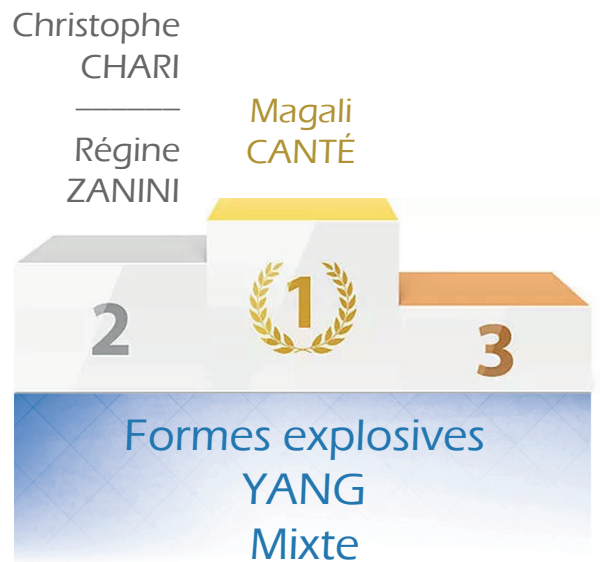 Christophe
CHARI
Régine
ZANINI
Magali
CANTÉ
2
1
3
Formes explosives
YANG
Mixte